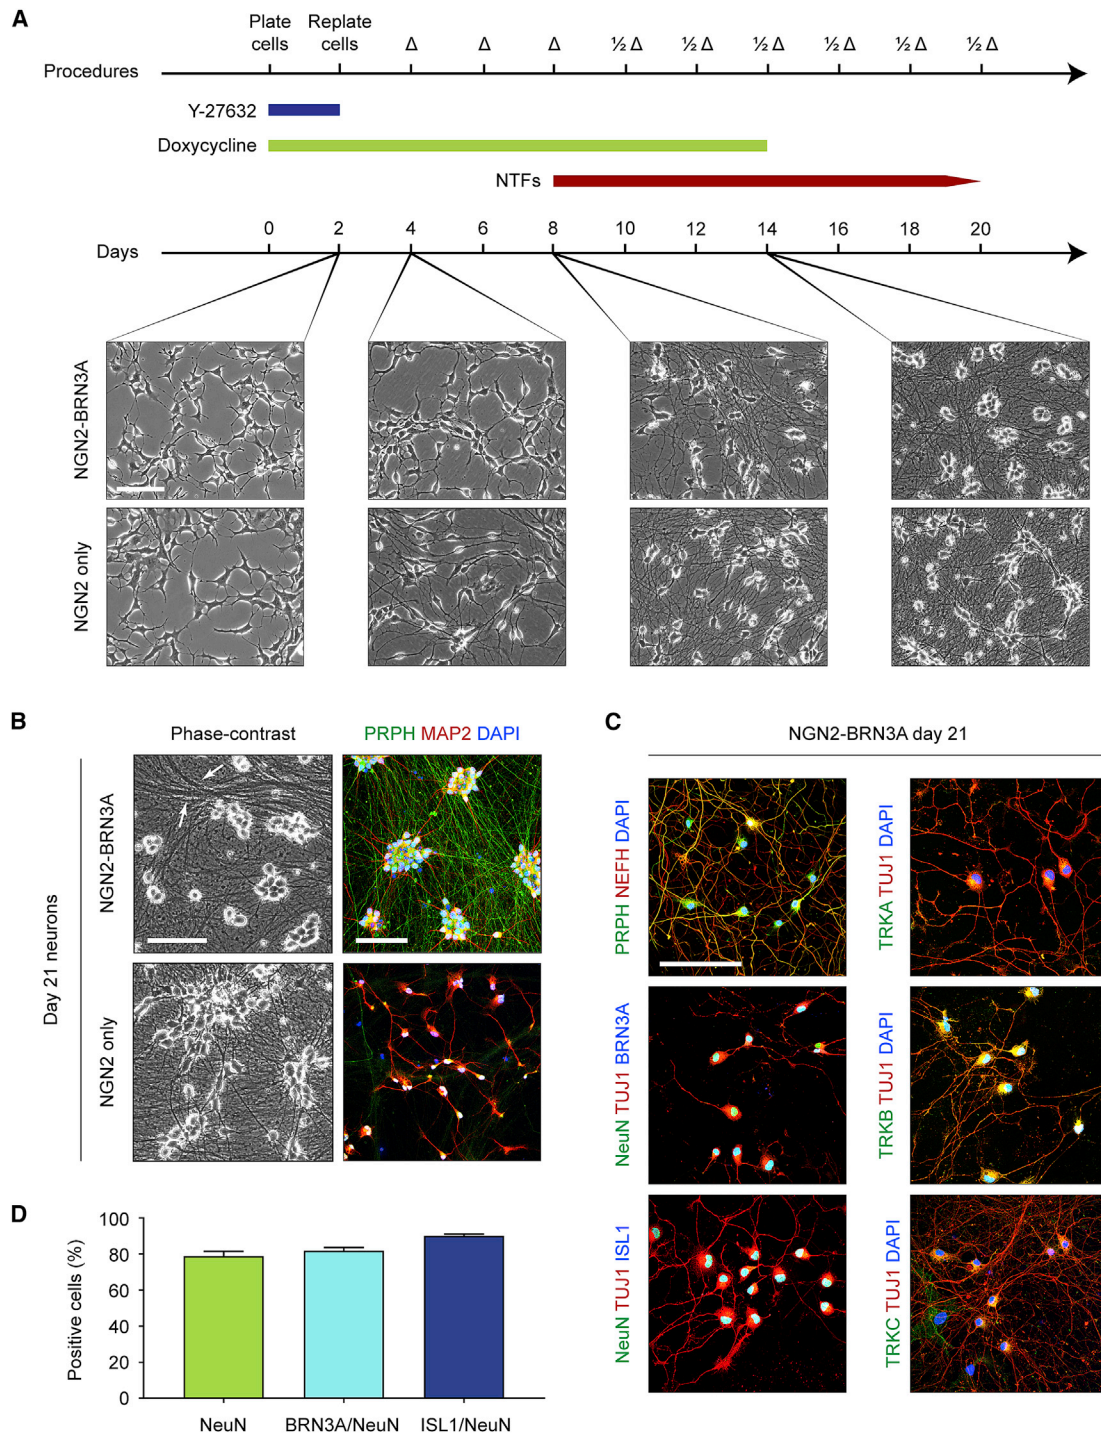 A
Plate cells
Replate cells
Δ Δ Δ ½ Δ ½ Δ ½ Δ ½ Δ ½ Δ ½ Δ
Procedures
Y-27632
Doxycycline
NTFs
Days 0 2 4 6 8 10 12 14 16 18 20
NGN2-BRN3A
NGN2 only
B
Phase-contrast
PRPH MAP2 DAPI
Day 21 neurons
NGN2-BRN3A
NGN2 only
C
NGN2-BRN3A day 21
PRPH NEFH DAPI
TRKA TUJ1 DAPI
NeuN TUJ1 BRN3A
TRKB TUJ1 DAPI
NeuN TUJ1 ISL1
TRKC TUJ1 DAPI
D
Positive cells (%)
100
80
60
40
20
0
NeuN
BRN3A/NeuN
ISL1/NeuN